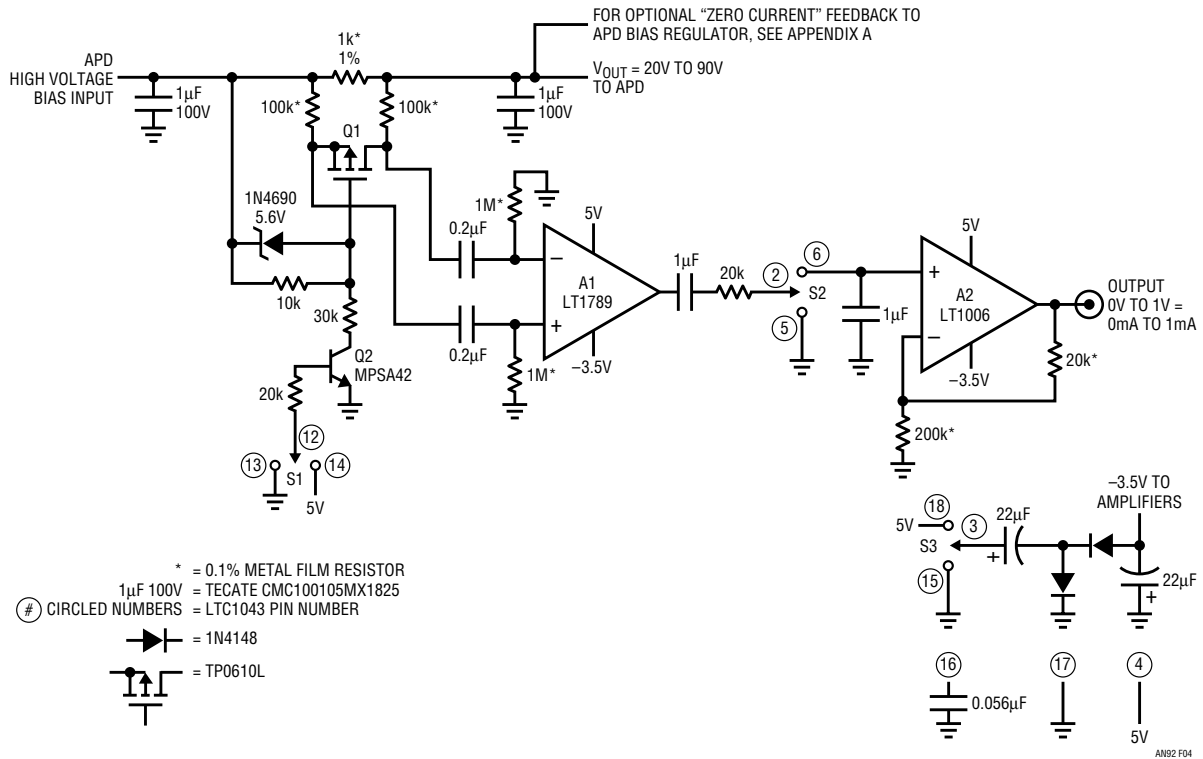 FOR OPTIONAL “ZERO CURRENT” FEEDBACK TO
APD BIAS REGULATOR, SEE APPENDIX A
1k*
1%
APD
HIGH VOLTAGE
BIAS INPUT
VOUT = 20V TO 90V
TO APD
1µF
100V
100k*
100k*
1µF
100V
Q1
1N4690
5.6V
1M*
5V
0.2µF
10k
30k
–
A1
LT1789
+
0.2µF
1M*
–3.5V
1µF
20k
2
6
S2
5
1µF
5V
+
A2
LT1006
–
–3.5V
OUTPUT
0V TO 1V =
0mA TO 1mA
20k*
200k*
Q2
MPSA42
20k
12
13
S1
14
5V
–3.5V TO
AMPLIFIERS
18
5V
3
22µF
S3
+
15
22µF
+
16
17
4
0.056µF
5V
* = 0.1% METAL FILM RESISTOR
1µF 100V = TECATE CMC100105MX1825
# CIRCLED NUMBERS = LTC1043 PIN NUMBER
= 1N4148
= TP0610L
AN92 F04